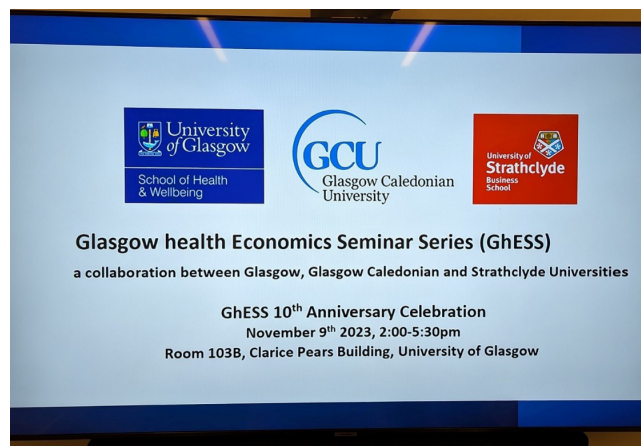 University
of Glasgow
School of Health
& Wellbeing
GCU
Glasgow Caledonian
University
University of
Strathclyde
Business
School
Glasgow health Economics Seminar Series (GhESS)
a collaboration between Glasgow, Glasgow Caledonian and Strathclyde Universities
GhESS 10th Anniversary Celebration
November 9th 2023, 2:00-5:30pm
Room 103B, Clarice Pears Building, University of Glasgow